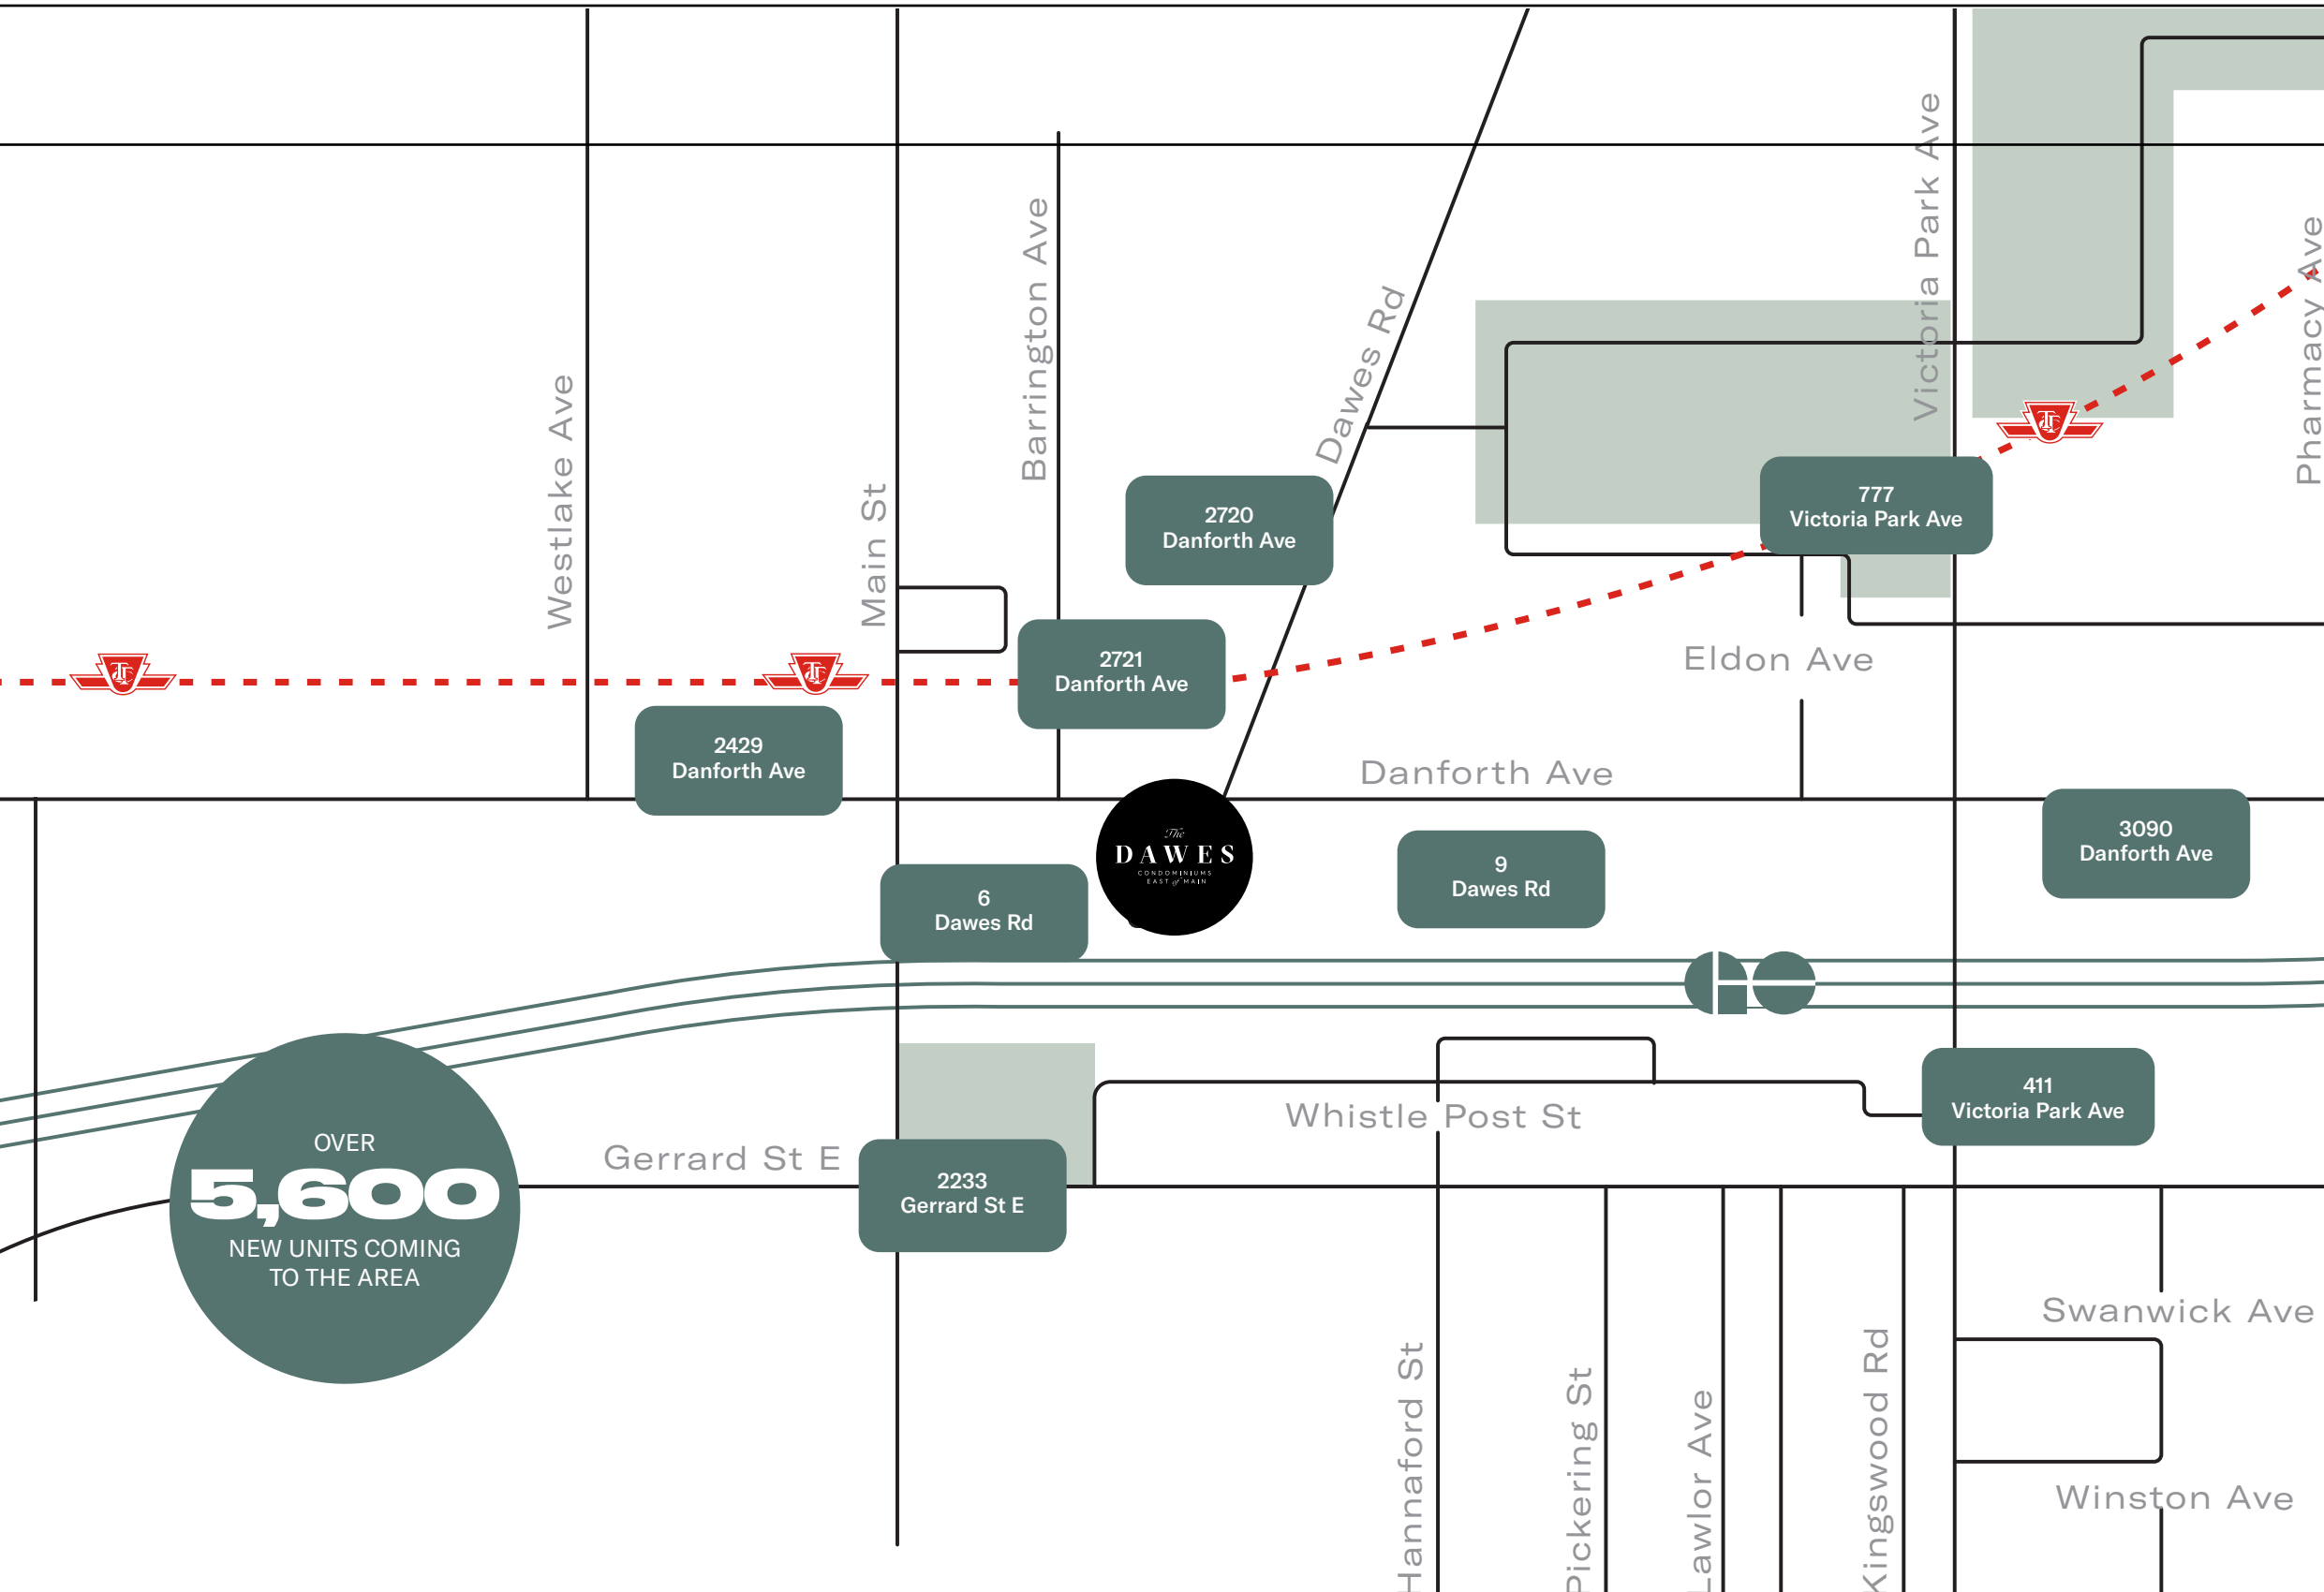 Victoria Park Ave
Barrington Ave
Pharmacy Ave
Dawes Rd
Westlake Ave
Main St
2720
Danforth Ave
777
Victoria Park Ave
2721
Danforth Ave
Eldon Ave
2429
Danforth Ave
Danforth Ave
The
DAWES
CONDOMINIUMS
EAST of MAIN
9
Dawes Rd
3090
Danforth Ave
6
Dawes Rd
411
Victoria Park Ave
Whistle Post St
Gerrard St E
2233
Gerrard St E
OVER
5,600
NEW UNITS COMING
TO THE AREA
Swanwick Ave
Hannaford St
Pickering St
Lawlor Ave
Kingswood Rd
Winston Ave